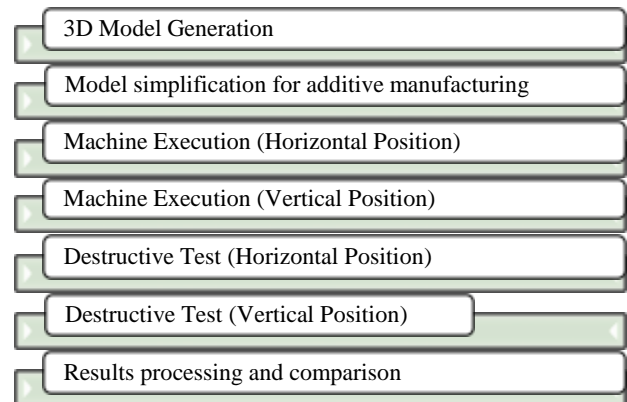 3D Model Generation
Model simplification for additive manufacturing
Machine Execution (Horizontal Position)
Machine Execution (Vertical Position)
Destructive Test (Horizontal Position)
Destructive Test (Vertical Position)
Results processing and comparison